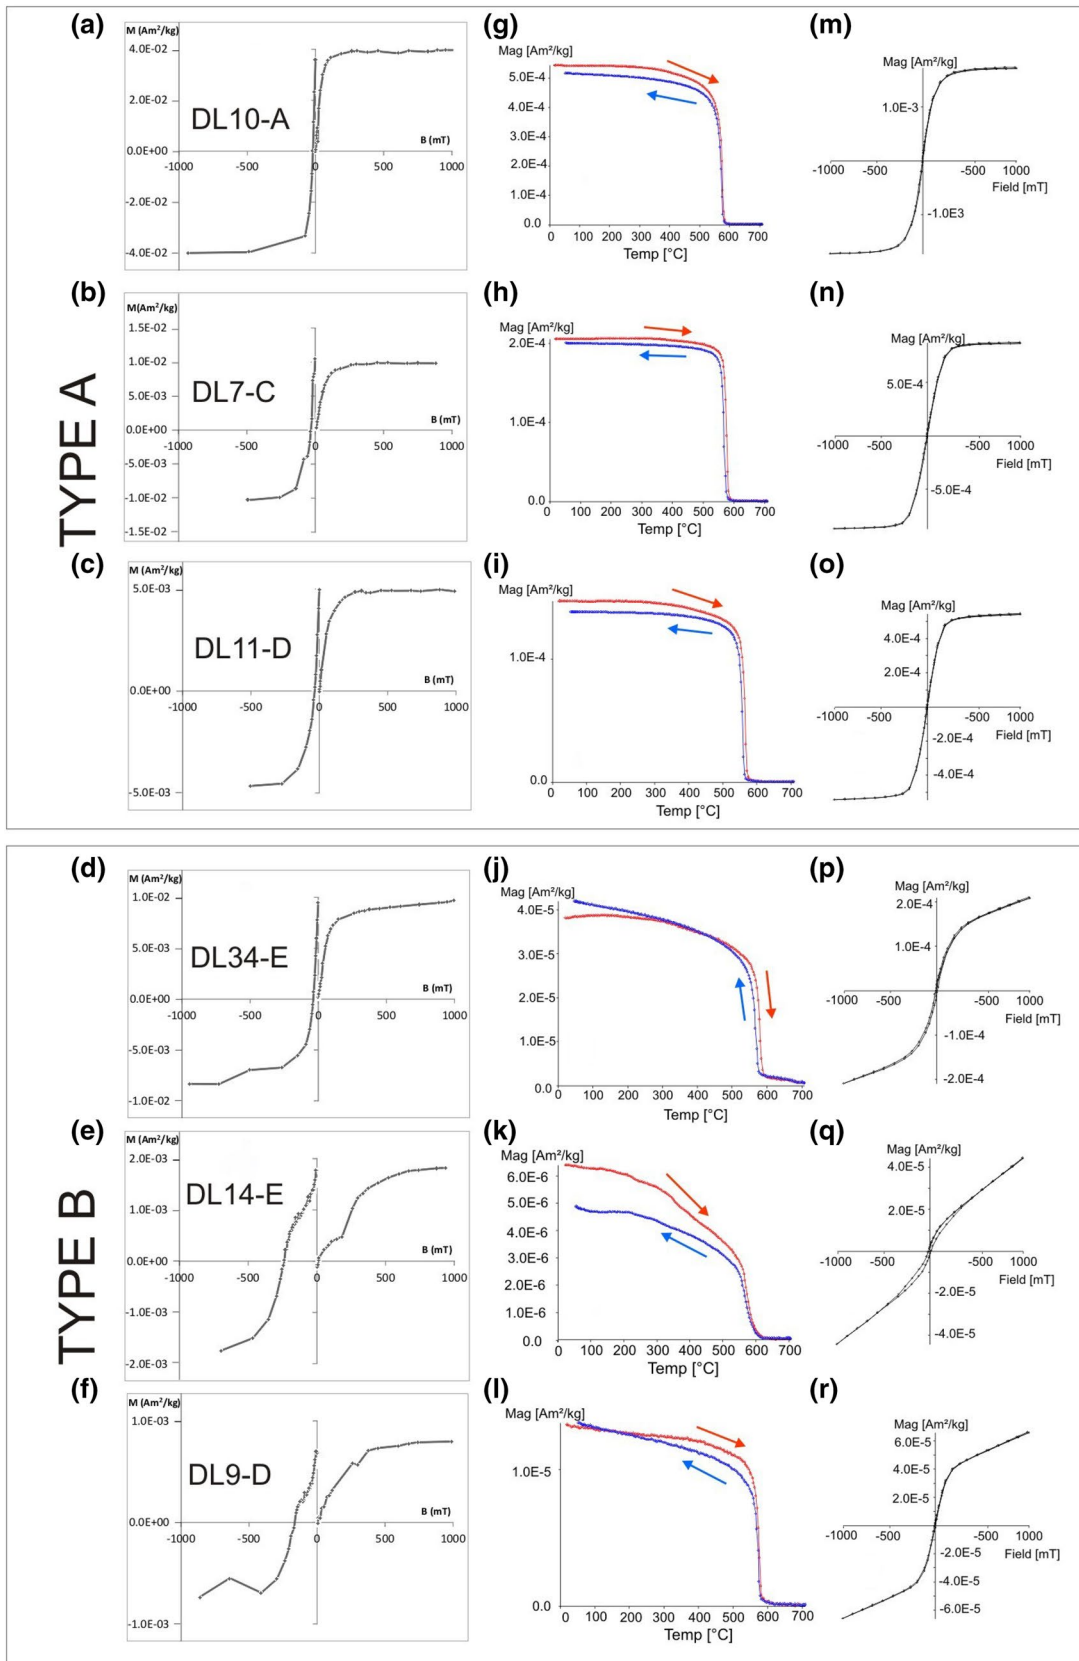 TYPE A
(a)
M (Am²/kg)
4.0E-02
2.0E-02
0.0E+00
-2.0E-02
-4.0E-02
DL10-A
B (mT)
-1000 -500 0 500 1000
(g)
Mag [Am²/kg]
5.0E-4
4.0E-4
3.0E-4
2.0E-4
1.0E-4
0.0
0 100 200 300 400 500 600 700
Temp [°C]
(m)
Mag [Am²/kg]
1.0E-3
-1000 -500 500 1000
Field [mT]
-1.0E3
(b)
M(Am²/kg)
1.5E-02
1.0E-02
5.0E-03
0.0E+00
-5.0E-03
-1.0E-02
-1.5E-02
DL7-C
B (mT)
-1000 -500 0 500 1000
(h)
Mag [Am²/kg]
2.0E-4
1.0E-4
0.0
0 100 200 300 400 500 600 700
Temp [°C]
(n)
Mag [Am²/kg]
5.0E-4
-1000 -500 500 1000
Field [mT]
-5.0E-4
(c)
M (Am²/kg)
5.0E-03
0.0E+00
-5.0E-03
DL11-D
B (mT)
-1000 -500 0 500 1000
(i)
Mag [Am²/kg]
1.0E-4
0.0
0 100 200 300 400 500 600 700
Temp [°C]
(o)
Mag [Am²/kg]
4.0E-4
2.0E-4
-1000 -500 500 1000
Field [mT]
-2.0E-4
-4.0E-4
TYPE B
(d)
M (Am²/kg)
1.0E-02
5.0E-03
0.0E+00
-5.0E-03
-1.0E-02
DL34-E
B (mT)
-1000 -500 0 500 1000
(j)
Mag [Am²/kg]
4.0E-5
3.0E-5
2.0E-5
1.0E-5
0.0
0 100 200 300 400 500 600 700
Temp [°C]
(p)
Mag [Am²/kg]
2.0E-4
1.0E-4
-1000 -500 500 1000
Field [mT]
-1.0E-4
-2.0E-4
(e)
M (Am²/kg)
2.0E-03
1.0E-03
0.0E+00
-1.0E-03
-2.0E-03
DL14-E
B (mT)
-1000 -500 0 500 1000
(k)
Mag [Am²/kg]
6.0E-6
5.0E-6
4.0E-6
3.0E-6
2.0E-6
1.0E-6
0.0
0 100 200 300 400 500 600 700
Temp [°C]
(q)
Mag [Am²/kg]
4.0E-5
2.0E-5
-1000 -500 500 1000
Field [mT]
-2.0E-5
-4.0E-5
(f)
M (Am²/kg)
1.0E-03
0.0E+00
-1.0E-03
DL9-D
B (mT)
-1000 -500 0 500 1000
(l)
Mag [Am²/kg]
1.0E-5
0.0
0 100 200 300 400 500 600 700
Temp [°C]
(r)
Mag [Am²/kg]
6.0E-5
4.0E-5
2.0E-5
-1000 -500 500 1000
Field [mT]
-2.0E-5
-4.0E-5
-6.0E-5